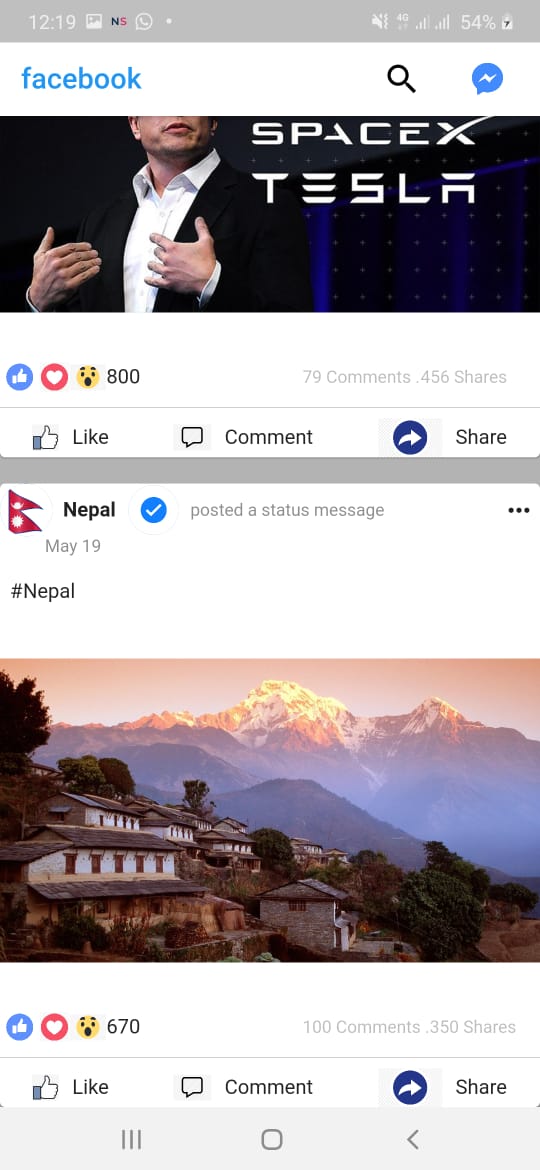 12:19 NS 4G 54%
facebook
SPACEX
TESLA
800 79 Comments .456 Shares
Like Comment Share
Nepal posted a status message
May 19
#Nepal
670 100 Comments .350 Shares
Like Comment Share